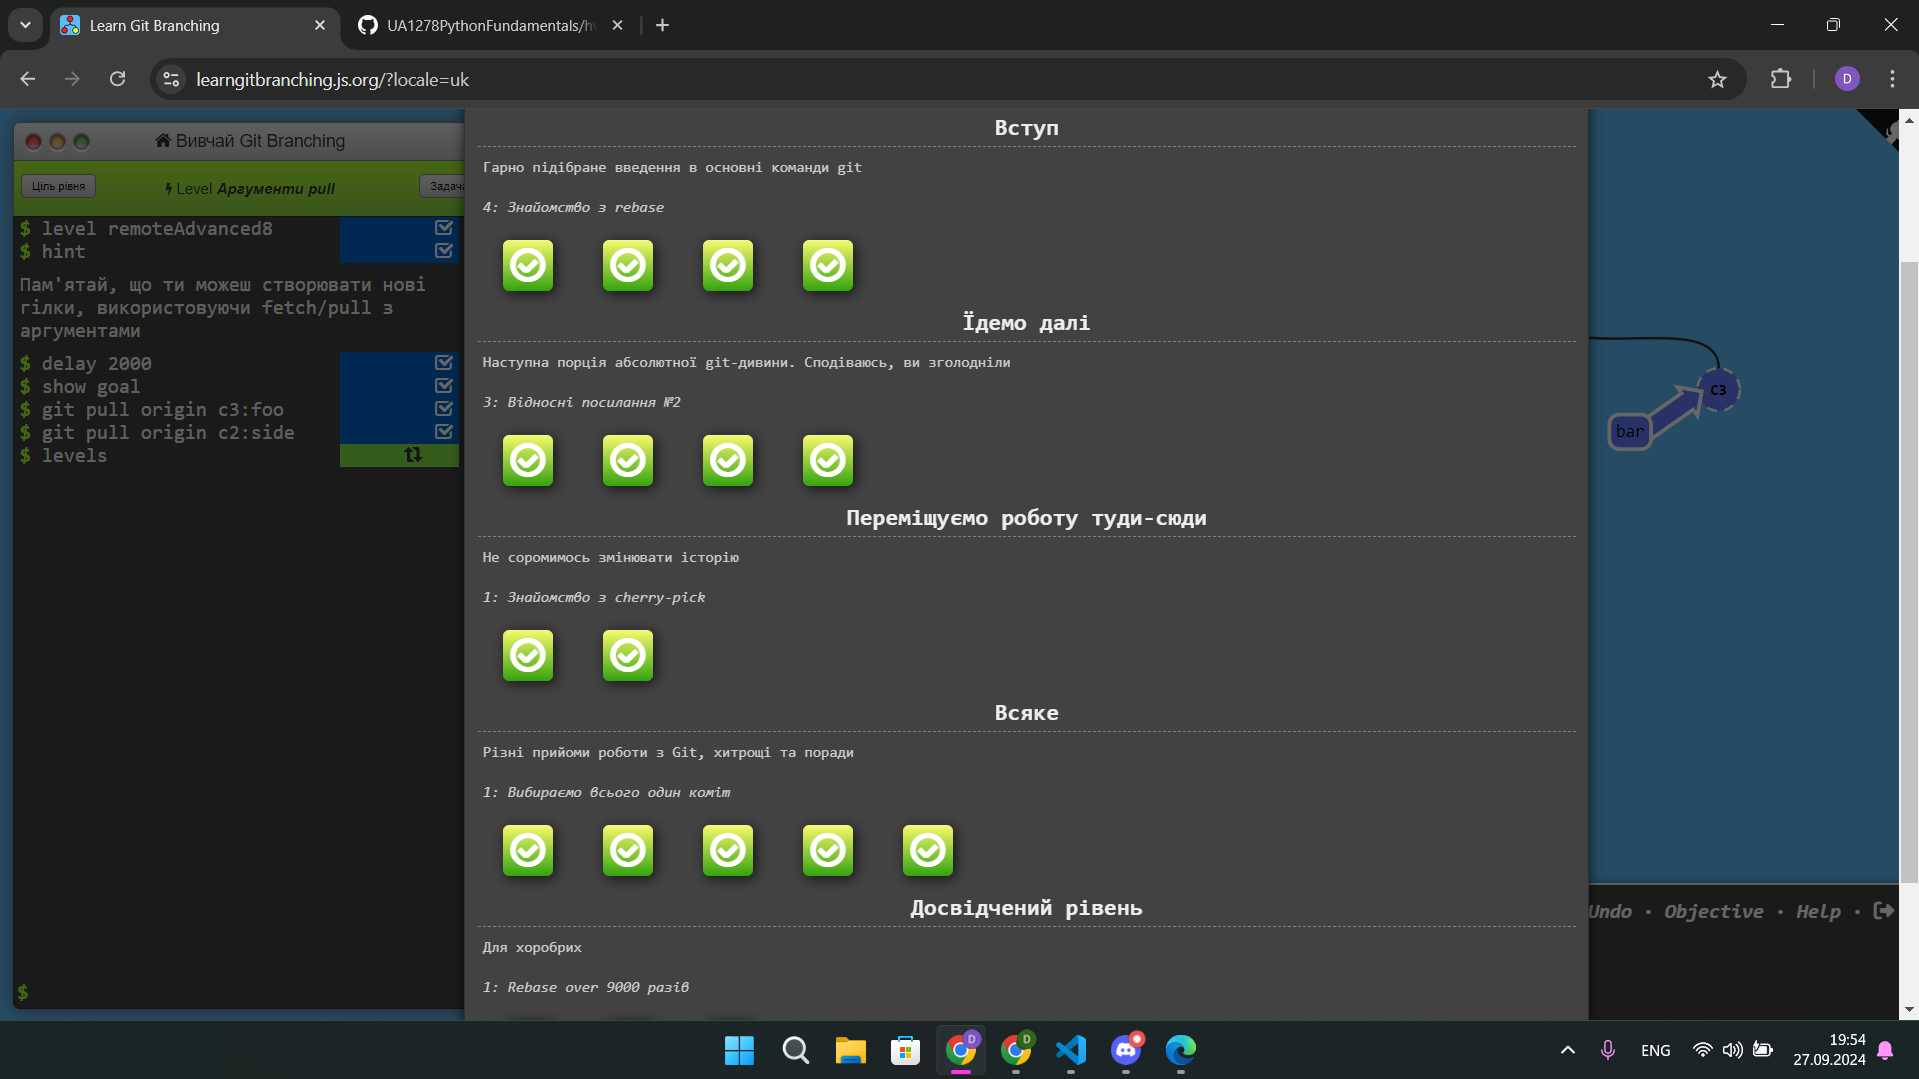 Learn Git Branching
UA1278PythonFundamentals/h
learngitbranching.js.org/?locale=uk
D
Вивчай Git Branching
Ціль рівня
Level Аргументи pull
Задача
$ level remoteAdvanced8
$ hint
Пам'ятай, що ти можеш створювати нові
гілки, використовуючи fetch/pull з
аргументами
$ delay 2000
$ show goal
$ git pull origin c3:foo
$ git pull origin c2:side
$ levels
$
Вступ
Гарно підібране введення в основні команди git
4: Знайомство з rebase
Їдемо далі
Наступна порція абсолютної git-дивини. Сподіваюсь, ви зголодніли
3: Відносні посилання №2
Переміщуємо роботу туди-сюди
Не соромимось змінювати історію
1: Знайомство з cherry-pick
Всяке
Різні прийоми роботи з Git, хитрощі та поради
1: Вибираємо всього один коміт
Досвідчений рівень
Для хоробрих
1: Rebase over 9000 разів
c3
bar
Undo · Objective · Help ·
D
D
ENG
19:54
27.09.2024